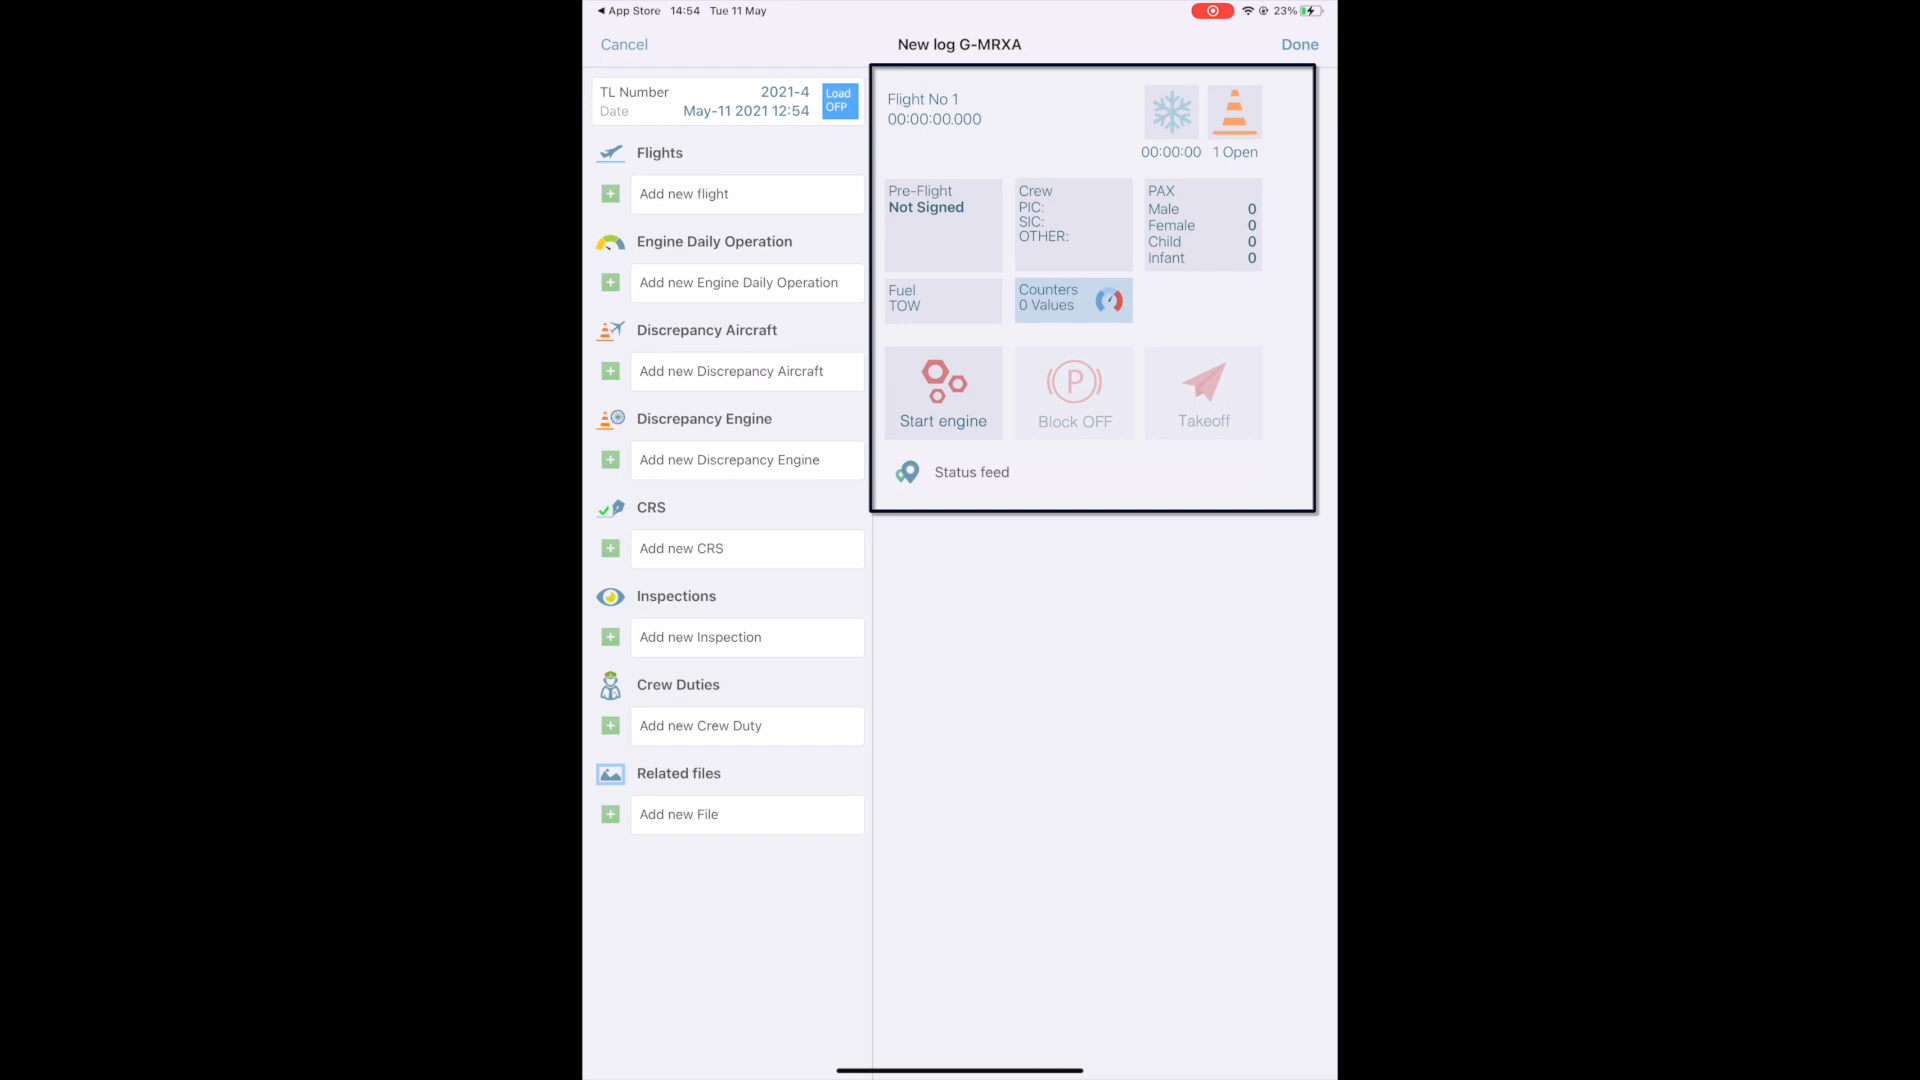 ◀ App Store 14:54 Tue 11 May
23%
Cancel
New log G-MRXA
Done
TL Number 2021-4
Date May-11 2021 12:54
Load
OFP
Flights
Add new flight
Engine Daily Operation
Add new Engine Daily Operation
Discrepancy Aircraft
Add new Discrepancy Aircraft
Discrepancy Engine
Add new Discrepancy Engine
CRS
Add new CRS
Inspections
Add new Inspection
Crew Duties
Add new Crew Duty
Related files
Add new File
Flight No 1
00:00:00.000
00:00:00
1 Open
Pre-Flight
Not Signed
Crew
PIC:
SIC:
OTHER:
PAX
Male 0
Female 0
Child 0
Infant 0
Fuel
TOW
Counters
0 Values
Start engine
P
Block OFF
Takeoff
Status feed